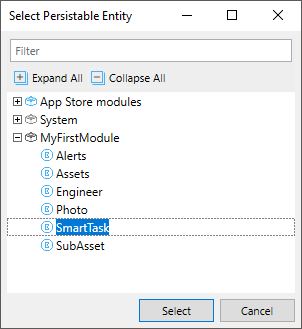 Select Persistable Entity
Filter
Expand All Collapse All
App Store modules
System
MyFirstModule
Alerts
Assets
Engineer
Photo
SmartTask
SubAsset
Select Cancel